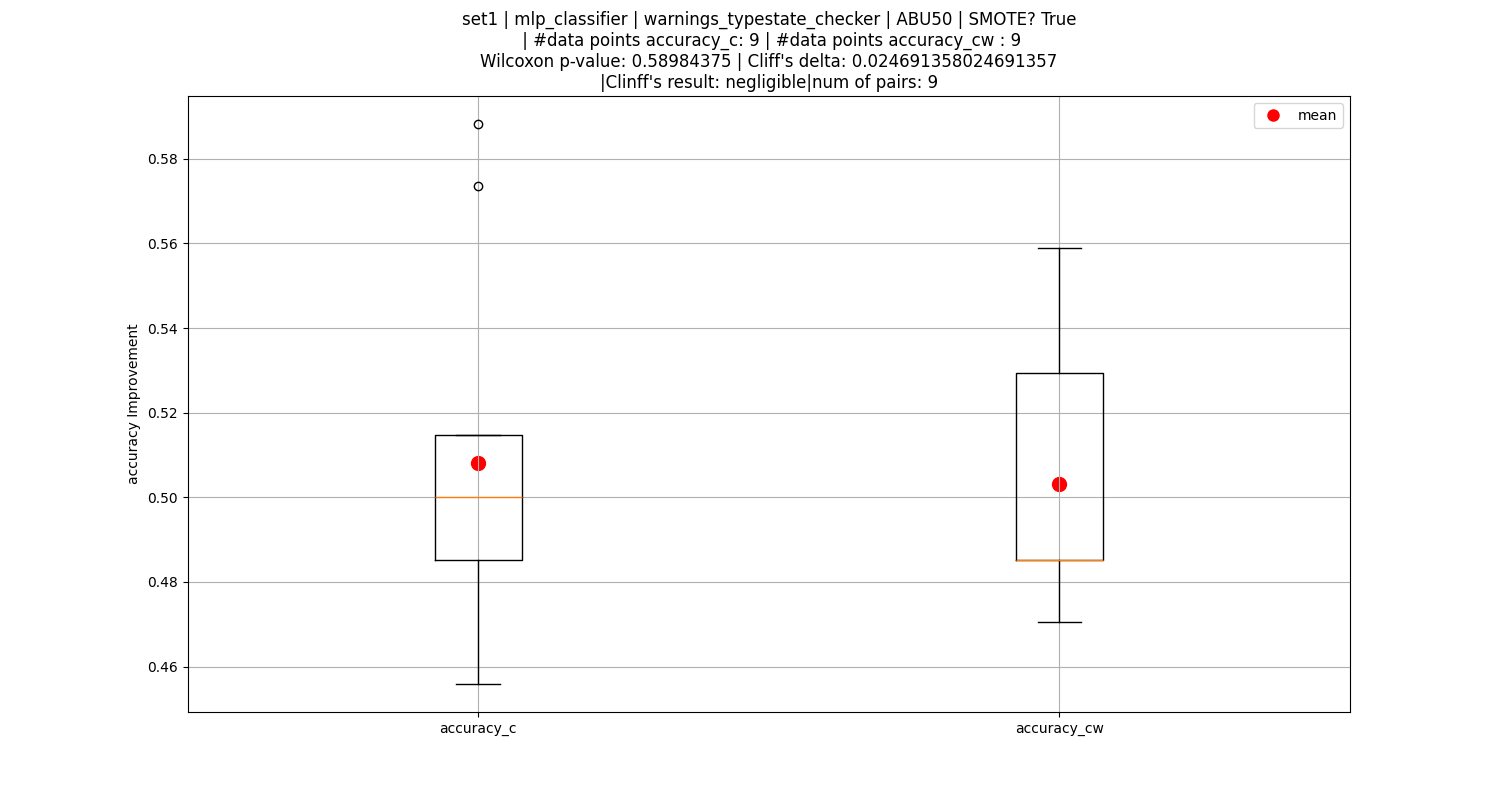 set1 | mlp_classifier | warnings_typestate_checker | ABU50 | SMOTE? True
| #data points accuracy_c: 9 | #data points accuracy_cw : 9
Wilcoxon p-value: 0.58984375 | Cliff's delta: 0.024691358024691357
|Clinff's result: negligible|num of pairs: 9
mean
0.58
0.56
0.54
0.52
0.50
0.48
0.46
accuracy Improvement
accuracy_c
accuracy_cw